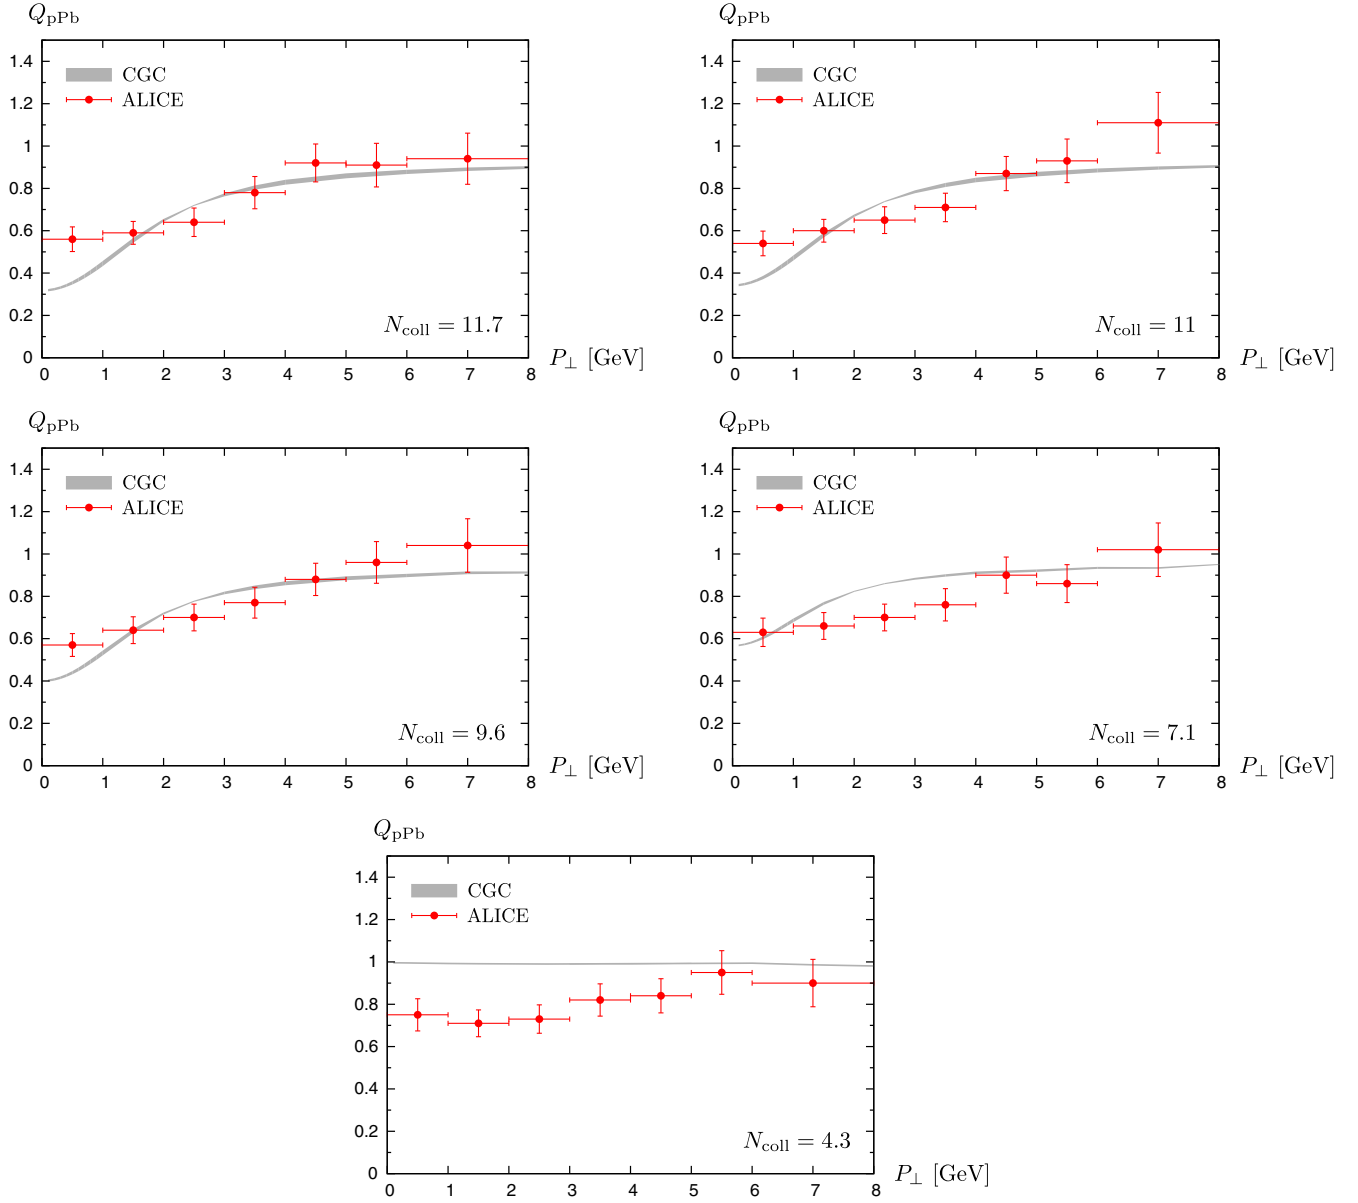 Q_pPb
1.4
1.2
1
0.8
0.6
0.4
0.2
0
CGC
ALICE
N_coll = 11.7
0 1 2 3 4 5 6 7 8
P_⊥ [GeV]
Q_pPb
1.4
1.2
1
0.8
0.6
0.4
0.2
0
CGC
ALICE
N_coll = 11
0 1 2 3 4 5 6 7 8
P_⊥ [GeV]
Q_pPb
1.4
1.2
1
0.8
0.6
0.4
0.2
0
CGC
ALICE
N_coll = 9.6
0 1 2 3 4 5 6 7 8
P_⊥ [GeV]
Q_pPb
1.4
1.2
1
0.8
0.6
0.4
0.2
0
CGC
ALICE
N_coll = 7.1
0 1 2 3 4 5 6 7 8
P_⊥ [GeV]
Q_pPb
1.4
1.2
1
0.8
0.6
0.4
0.2
0
CGC
ALICE
N_coll = 4.3
0 1 2 3 4 5 6 7 8
P_⊥ [GeV]